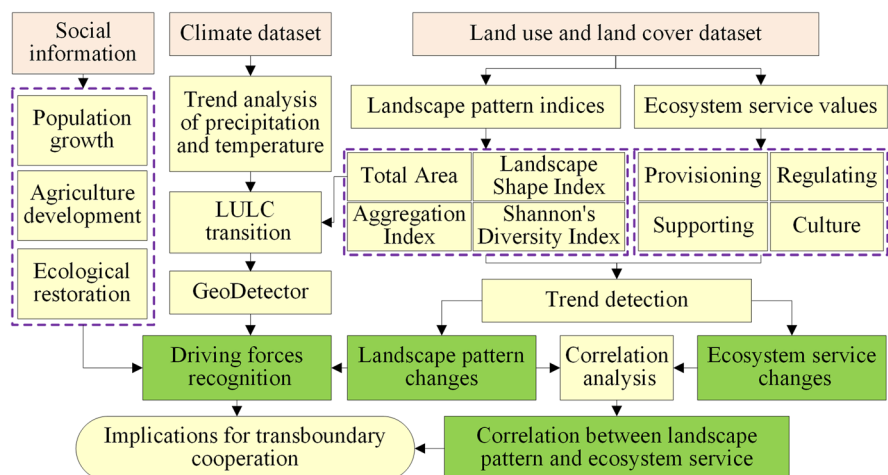 Social
information
Climate dataset
Land use and land cover dataset
Population
growth
Agriculture
development
Ecological
restoration
Trend analysis
of precipitation
and temperature
LULC
transition
GeoDetector
Landscape pattern indices
Ecosystem service values
Total Area
Landscape
Shape Index
Aggregation
Index
Shannon's
Diversity Index
Provisioning
Regulating
Supporting
Culture
Trend detection
Driving forces
recognition
Landscape pattern
changes
Correlation
analysis
Ecosystem service
changes
Implications for transboundary
cooperation
Correlation between landscape
pattern and ecosystem service